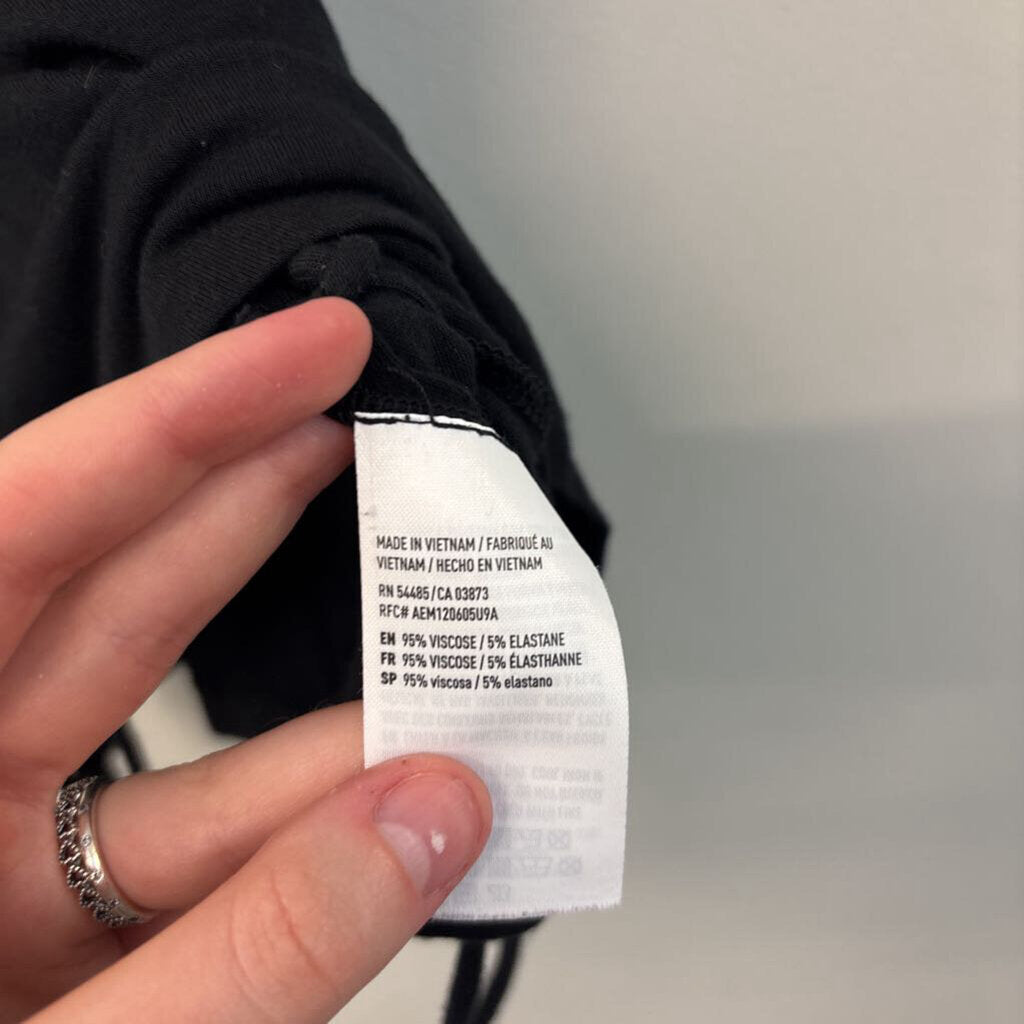 MADE IN VIETNAM / FABRIQUÉ AU
VIETNAM / HECHO EN VIETNAM
RN 54485 / CA 03873
RFC# AEM120605U9A
EN 95% VISCOSE / 5% ELASTANE
FR 95% VISCOSE / 5% ÉLASTHANNE
SP 95% viscosa / 5% elastano